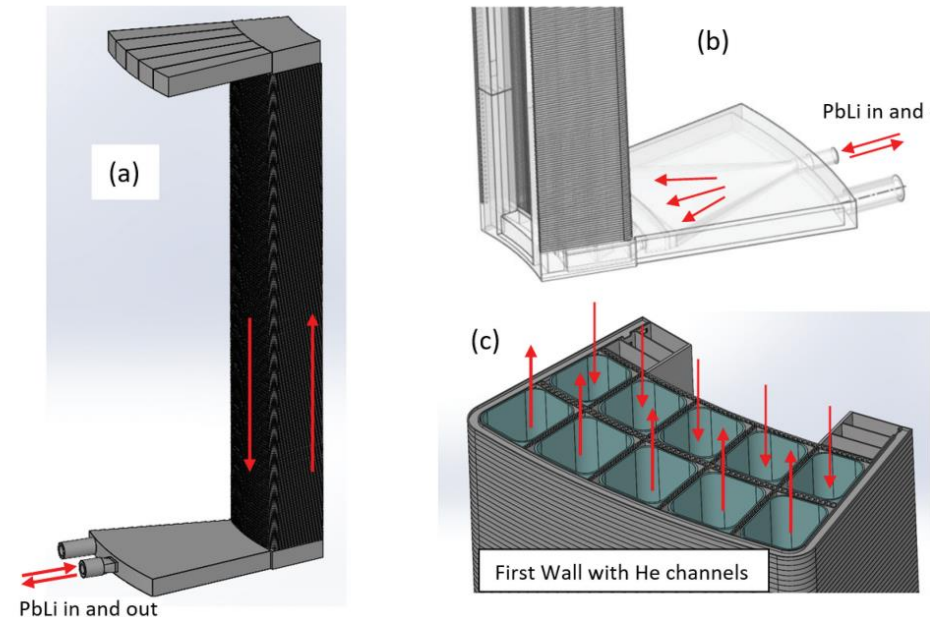 (a)
PbLi in and out
(b)
PbLi in and
(c)
First Wall with He channels